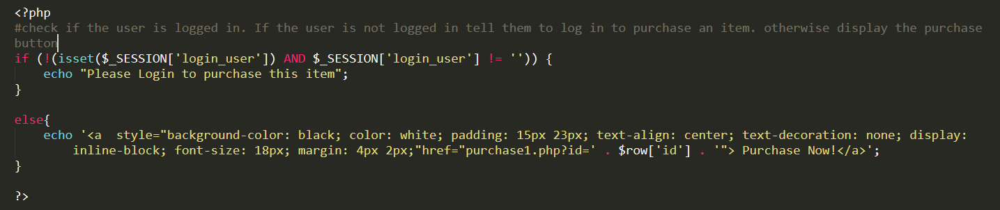 <?php
#check if the user is logged in. If the user is not logged in tell them to log in to purchase an item. otherwise display the purchase
button
if (!(isset($_SESSION['login_user']) AND $_SESSION['login_user'] != '')) {
    echo "Please Login to purchase this item";
}

else{
    echo '<a  style="background-color: black; color: white; padding: 15px 23px; text-align: center; text-decoration: none; display:
        inline-block; font-size: 18px; margin: 4px 2px;"href="purchase1.php?id=' . $row['id'] . '"> Purchase Now!</a>';
}

?>